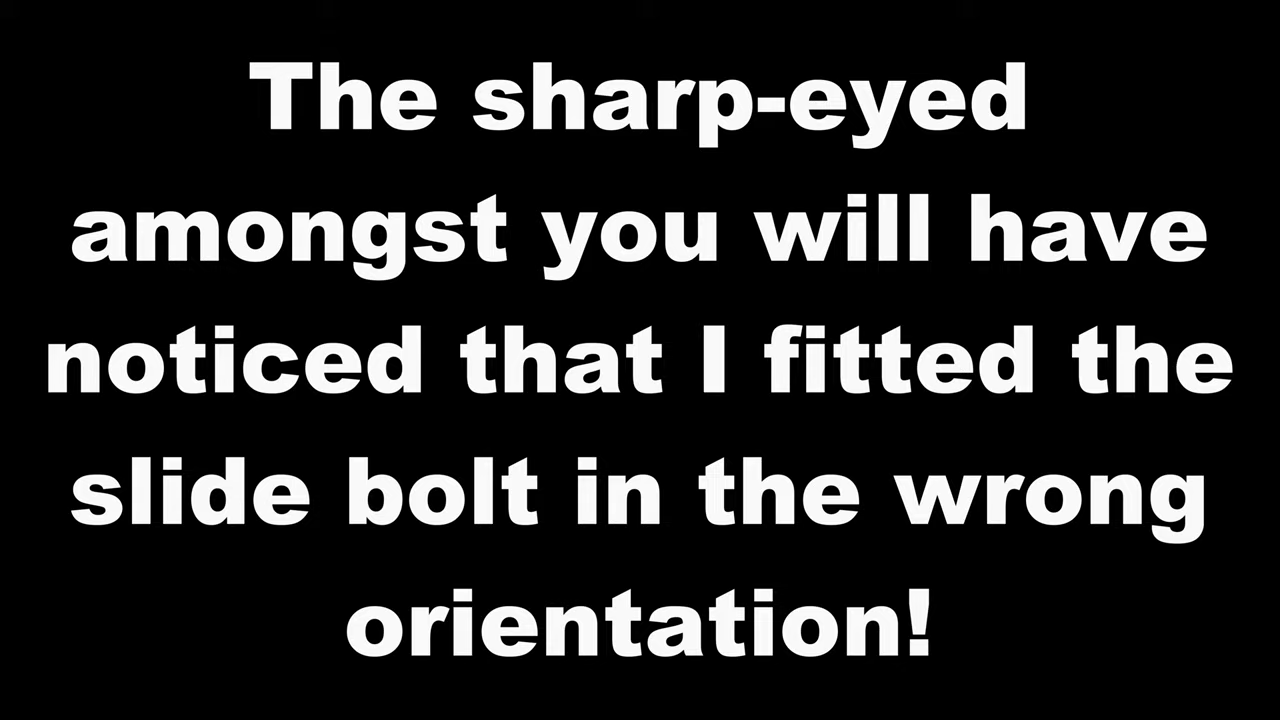 The sharp-eyed
amongst you will have
noticed that I fitted the
slide bolt in the wrong
orientation!